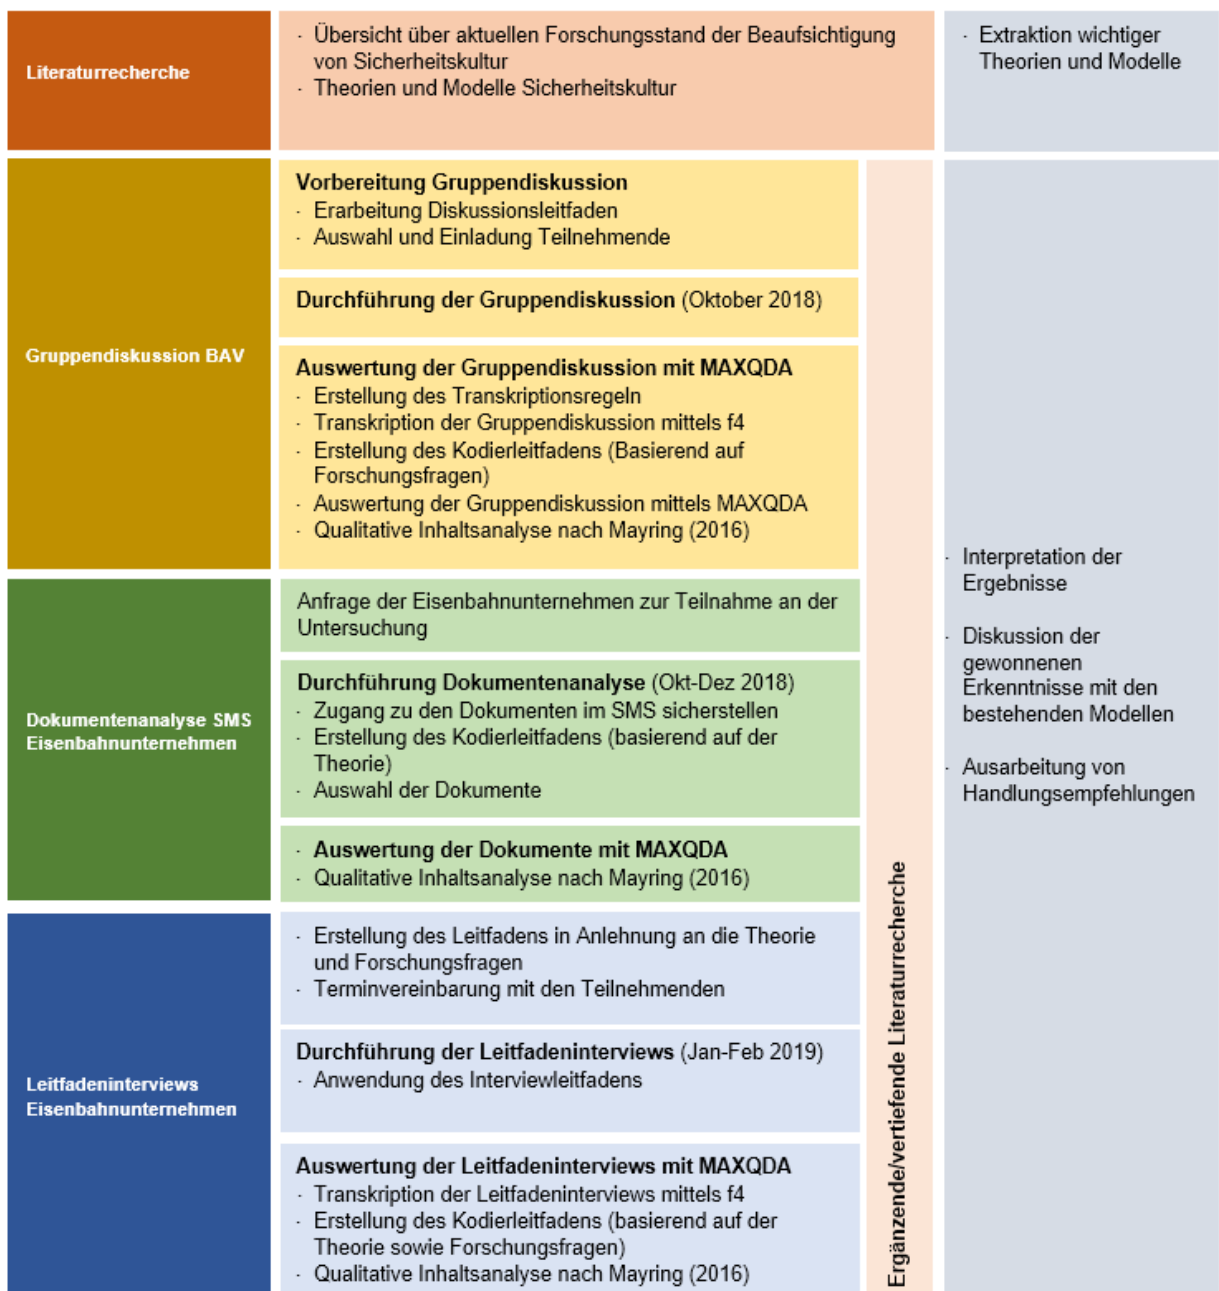 Literaturrecherche
· Übersicht über aktuellen Forschungsstand der Beaufsichtigung
von Sicherheitskultur
· Theorien und Modelle Sicherheitskultur
· Extraktion wichtiger
Theorien und Modelle
Gruppendiskussion BAV
Vorbereitung Gruppendiskussion
· Erarbeitung Diskussionsleitfaden
· Auswahl und Einladung Teilnehmende
Durchführung der Gruppendiskussion (Oktober 2018)
Auswertung der Gruppendiskussion mit MAXQDA
· Erstellung des Transkriptionsregeln
· Transkription der Gruppendiskussion mittels f4
· Erstellung des Kodierleitfadens (Basierend auf
Forschungsfragen)
· Auswertung der Gruppendiskussion mittels MAXQDA
· Qualitative Inhaltsanalyse nach Mayring (2016)
Dokumentenanalyse SMS
Eisenbahnunternehmen
Anfrage der Eisenbahnunternehmen zur Teilnahme an der
Untersuchung
Durchführung Dokumentenanalyse (Okt-Dez 2018)
· Zugang zu den Dokumenten im SMS sicherstellen
· Erstellung des Kodierleitfadens (basierend auf der
Theorie)
· Auswahl der Dokumente
· Auswertung der Dokumente mit MAXQDA
· Qualitative Inhaltsanalyse nach Mayring (2016)
Leitfadeninterviews
Eisenbahnunternehmen
· Erstellung des Leitfadens in Anlehnung an die Theorie
und Forschungsfragen
· Terminvereinbarung mit den Teilnehmenden
Durchführung der Leitfadeninterviews (Jan-Feb 2019)
· Anwendung des Interviewleitfadens
Auswertung der Leitfadeninterviews mit MAXQDA
· Transkription der Leitfadeninterviews mittels f4
· Erstellung des Kodierleitfadens (basierend auf der
Theorie sowie Forschungsfragen)
· Qualitative Inhaltsanalyse nach Mayring (2016)
Ergänzende/vertiefende Literaturrecherche
· Interpretation der
Ergebnisse
· Diskussion der
gewonnenen
Erkenntnisse mit den
bestehenden Modellen
· Ausarbeitung von
Handlungsempfehlungen